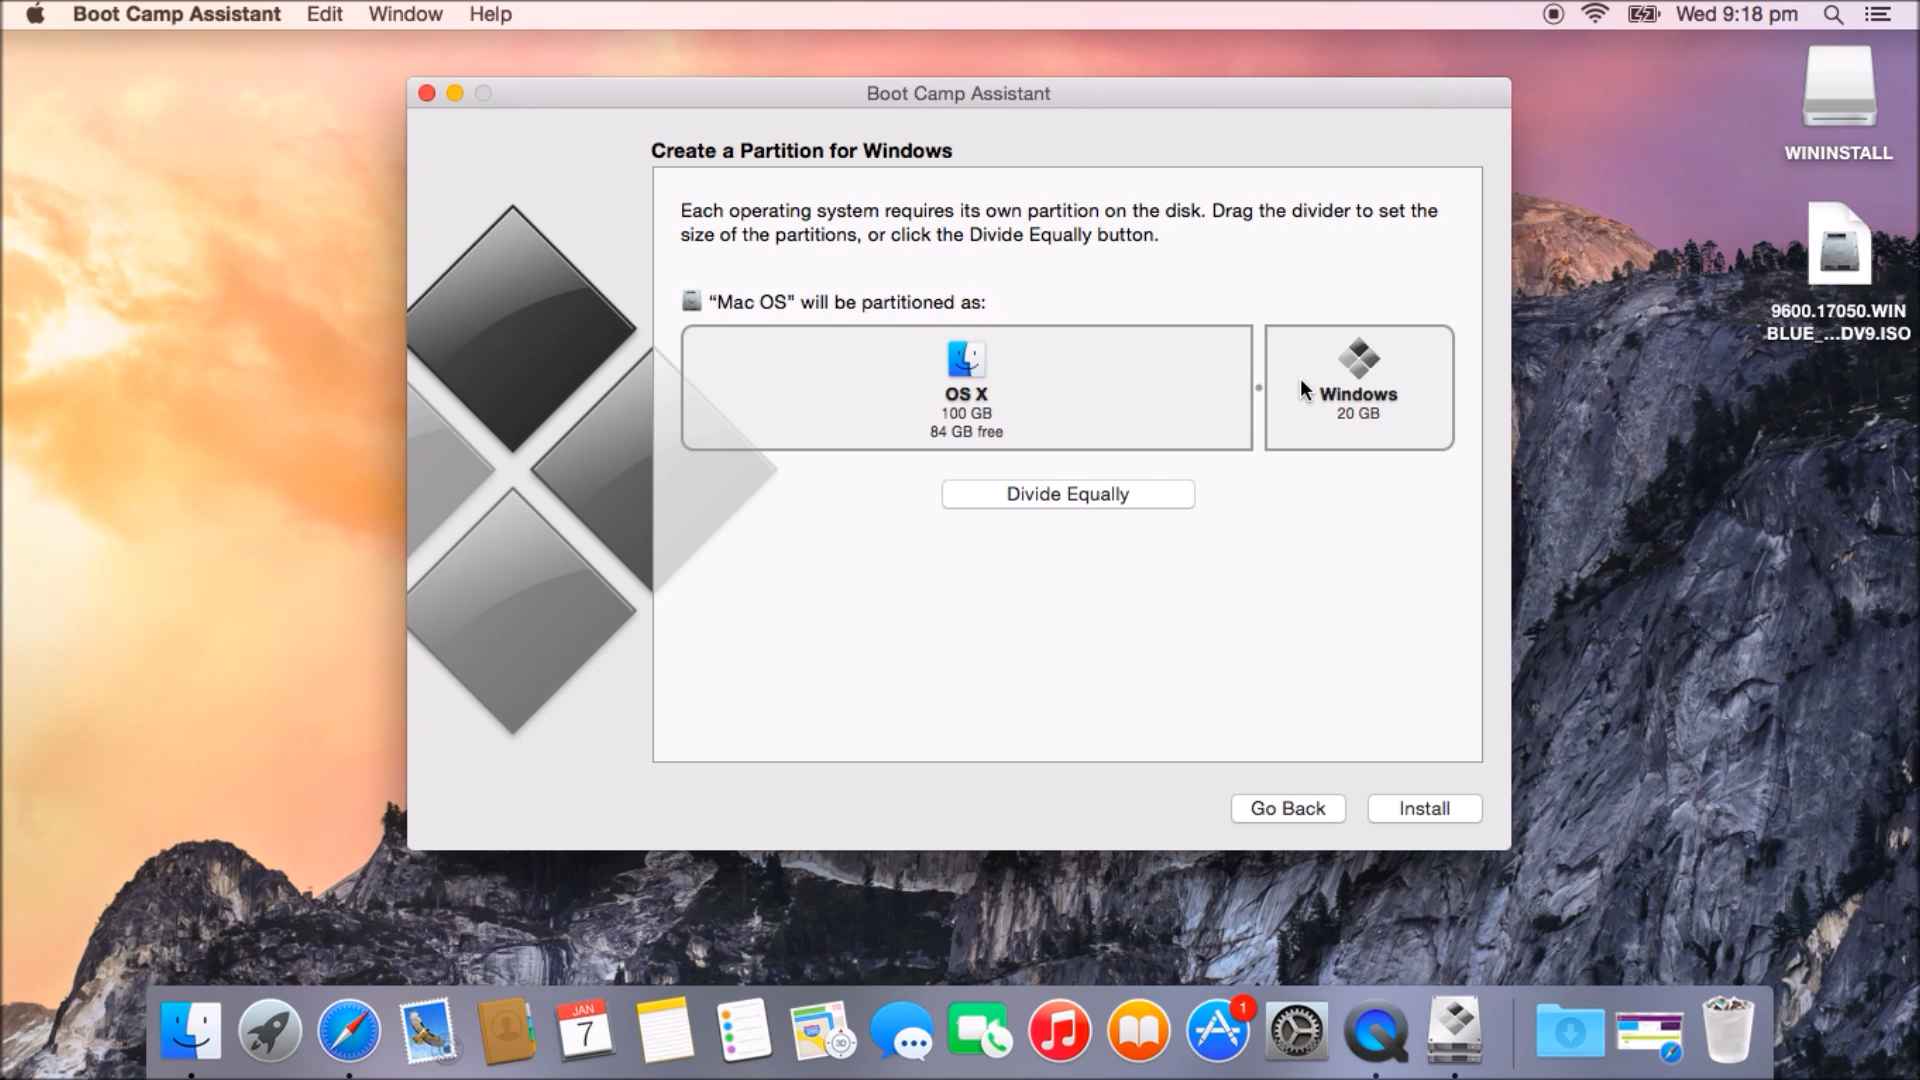 Boot Camp Assistant Edit Window Help Wed 9:18 pm
Boot Camp Assistant
Create a Partition for Windows
Each operating system requires its own partition on the disk. Drag the divider to set the
size of the partitions, or click the Divide Equally button.
“Mac OS” will be partitioned as:
OS X
100 GB
84 GB free
Windows
20 GB
Divide Equally
Go Back Install
WININSTALL
9600.17050.WIN
BLUE_...DV9.ISO
JAN
7
3D
1